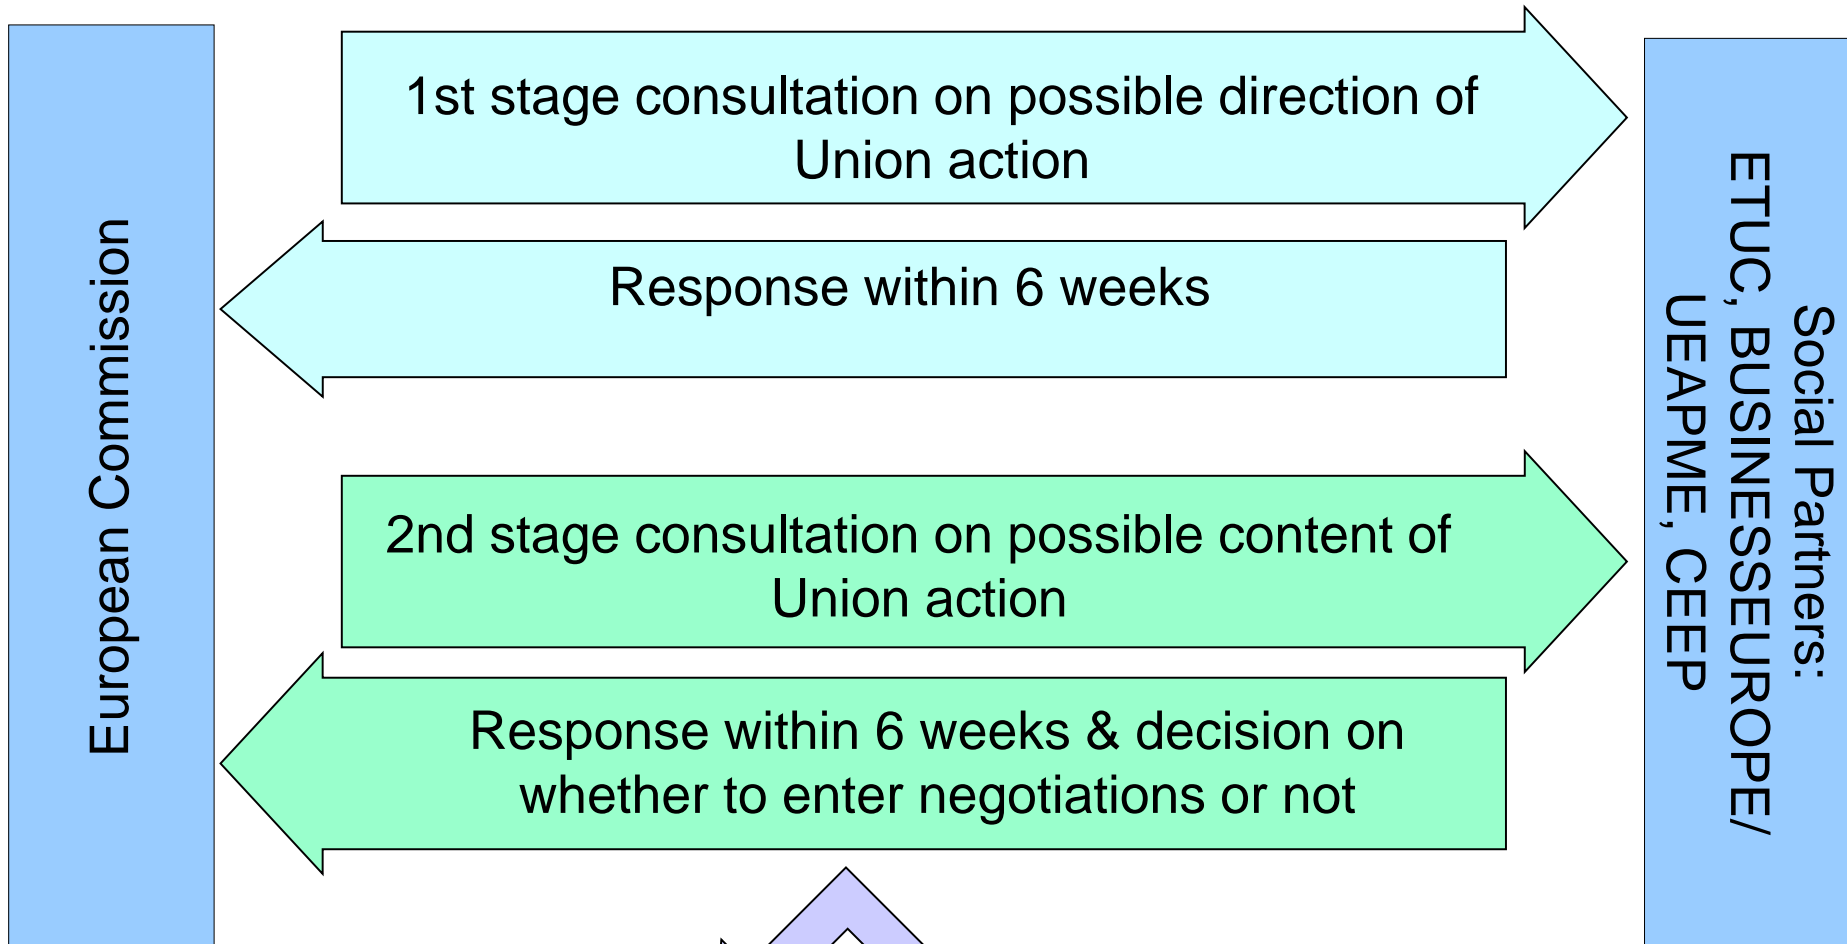 European Commission
1st stage consultation on possible direction of
Union action
Response within 6 weeks
2nd stage consultation on possible content of
Union action
Response within 6 weeks & decision on
whether to enter negotiations or not
Social Partners:
ETUC, BUSINESSEUROPE/
UEAPME, CEEP